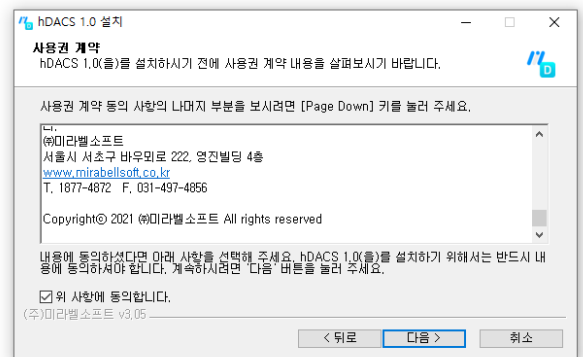 hDACS 1.0 설치
사용권 계약
hDACS 1.0(을)를 설치하시기 전에 사용권 계약 내용을 살펴보시기 바랍니다.
사용권 계약 동의 사항의 나머지 부분을 보시려면 [Page Down] 키를 눌러 주세요.
다.
㈜미라벨소프트
서울시 서초구 바우뫼로 222, 영진빌딩 4층
www.mirabellsoft.co.kr
T. 1877-4872 F. 031-497-4856
Copyrightⓒ 2021 ㈜미라벨소프트 All rights reserved
내용에 동의하셨다면 아래 사항을 선택해 주세요. hDACS 1.0(을)를 설치하기 위해서는 반드시 내
용에 동의하셔야 합니다. 계속하시려면 '다음' 버튼을 눌러 주세요.
위 사항에 동의합니다.
(주)미라벨소프트 v3.05
< 뒤로 다음 > 취소